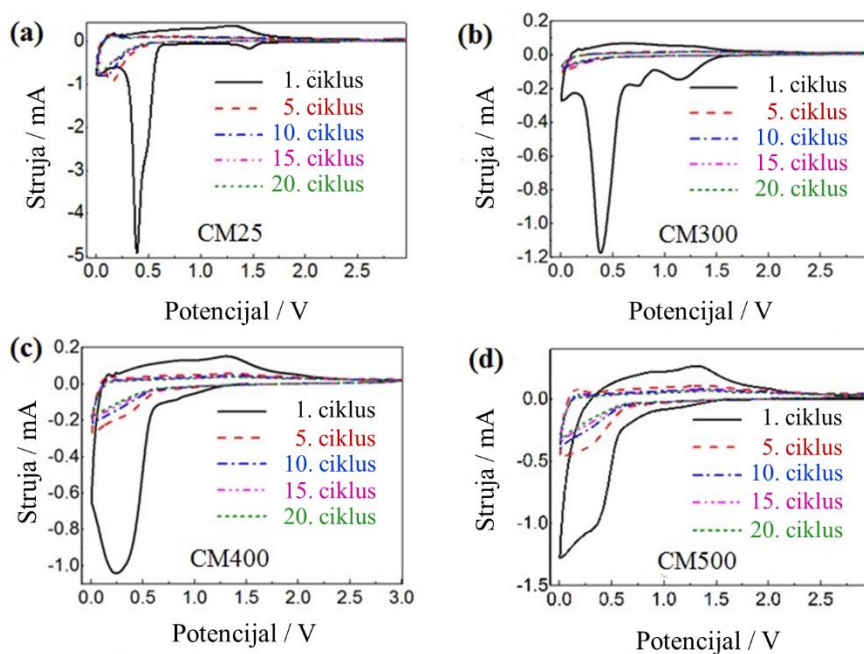 (a)
Struja / mA
0
-1
-2
-3
-4
-5
1. ciklus
5. ciklus
10. ciklus
15. ciklus
20. ciklus
CM25
0.0 0.5 1.0 1.5 2.0 2.5
Potencijal / V
(b)
Struja / mA
0.2
0.0
-0.2
-0.4
-0.6
-0.8
-1.0
-1.2
1. ciklus
5. ciklus
10. ciklus
15. ciklus
20. ciklus
CM300
0.0 0.5 1.0 1.5 2.0 2.5
Potencijal / V
(c)
Struja / mA
0.2
0.0
-0.2
-0.4
-0.6
-0.8
-1.0
1. ciklus
5. ciklus
10. ciklus
15. ciklus
20. ciklus
CM400
0.0 0.5 1.0 1.5 2.0 2.5 3.0
Potencijal / V
(d)
Struja / mA
0.5
0.0
-0.5
-1.0
-1.5
1. ciklus
5. ciklus
10. ciklus
15. ciklus
20. ciklus
CM500
0.0 0.5 1.0 1.5 2.0 2.5
Potencijal / V